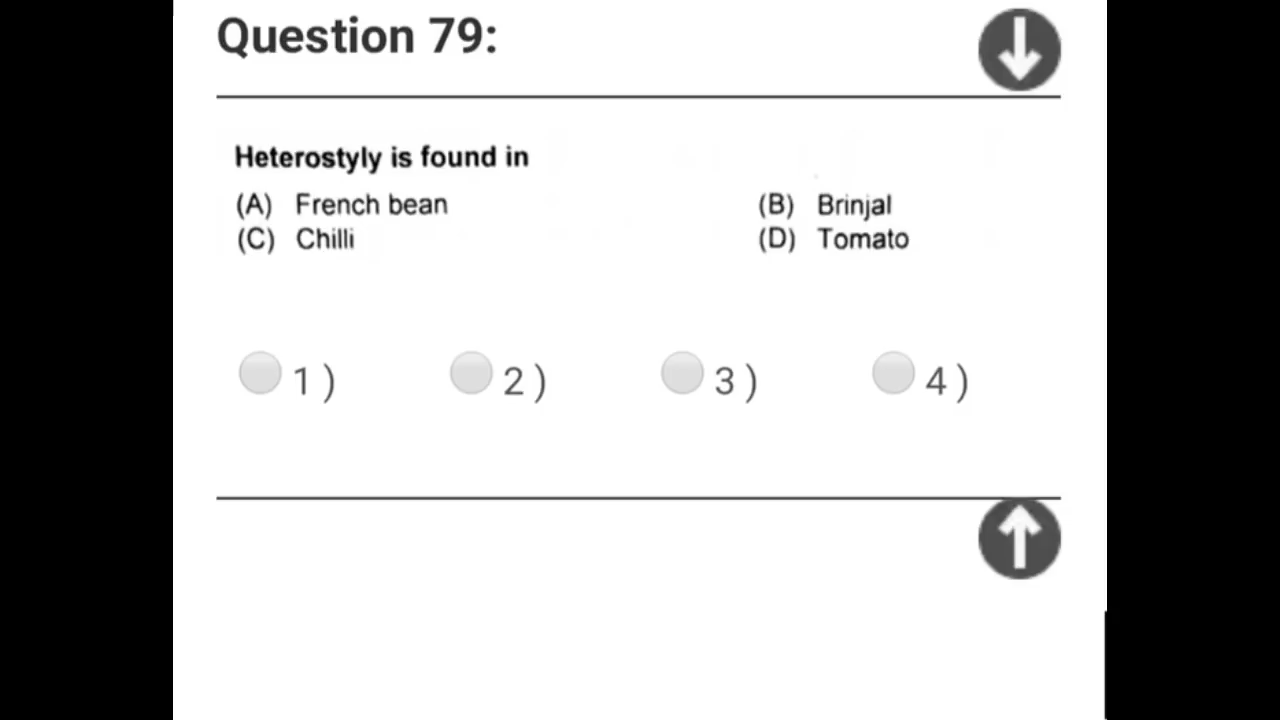 Question 79:
Heterostyly is found in
(A) French bean (B) Brinjal
(C) Chilli (D) Tomato
1 ) 2 ) 3 ) 4 )